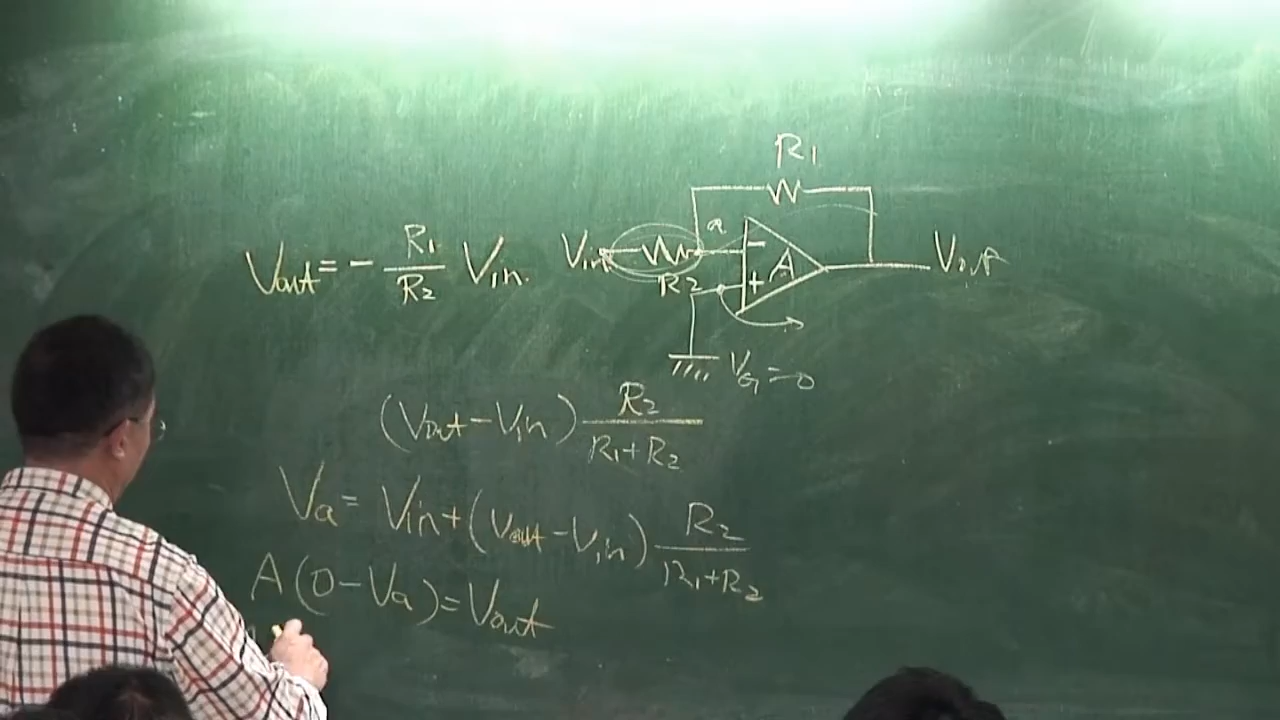 R₁
Vout = - R₁/R₂ Vin.
Vin
a
-
A
Vout
R₂
+
V_G = 0
(Vout - Vin) R₂/(R₁+R₂)
Va = Vin + (Vout - Vin) R₂/(R₁+R₂)
A(0 - Va) = Vout